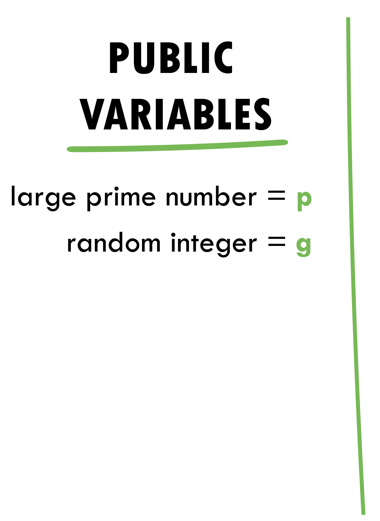 PUBLIC
VARIABLES
large prime number = p
random integer = g